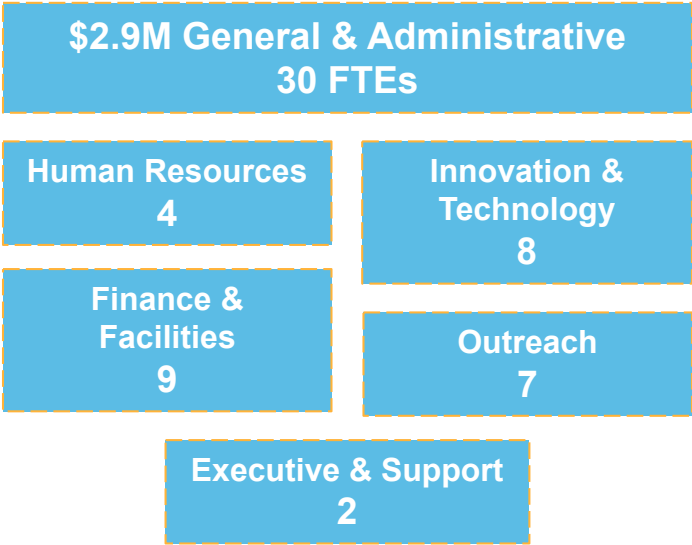 $2.9M General & Administrative
30 FTEs
Human Resources
4
Innovation &
Technology
8
Finance &
Facilities
9
Outreach
7
Executive & Support
2